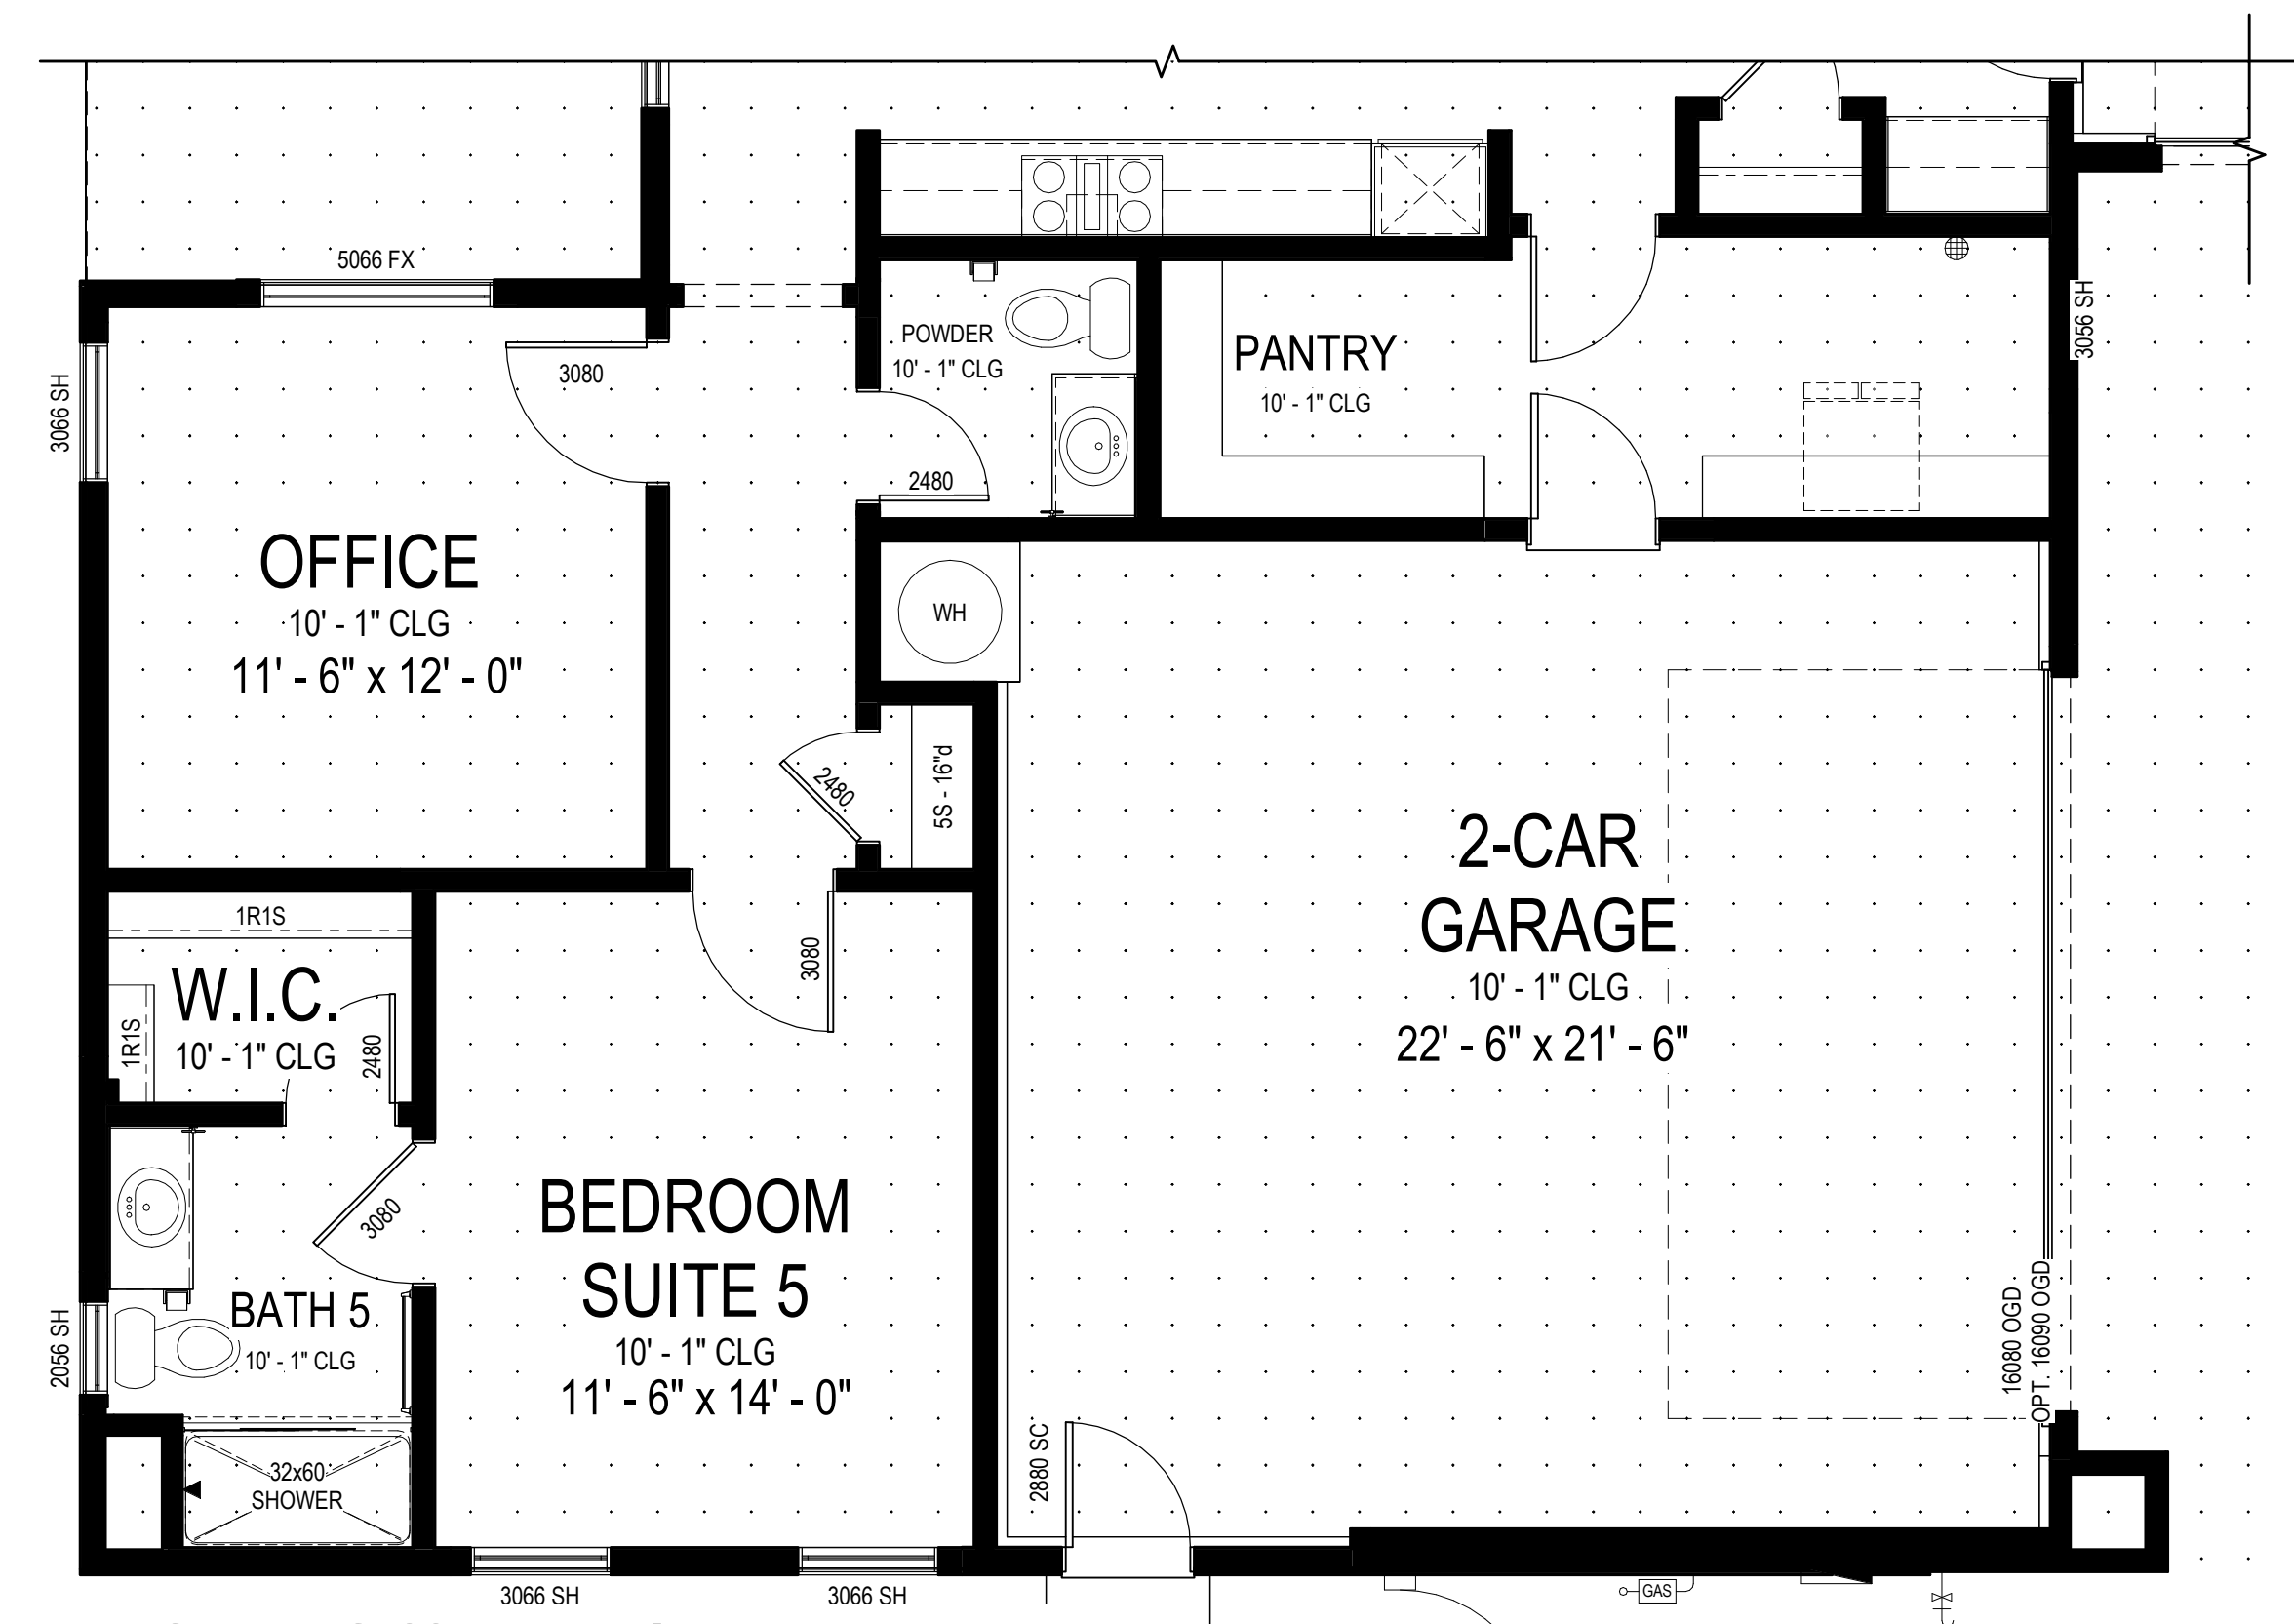 5066 FX
3056 SH
POWDER
10' - 1" CLG
PANTRY
10' - 1" CLG
3080
3066 SH
2480
OFFICE
10' - 1" CLG
11' - 6" x 12' - 0"
WH
2480
5S - 16"d
2-CAR
GARAGE
10' - 1" CLG
22' - 6" x 21' - 6"
1R1S
W.I.C.
10' - 1" CLG
1R1S
2480
3080
3080
BEDROOM
SUITE 5
10' - 1" CLG
11' - 6" x 14' - 0"
BATH 5
10' - 1" CLG
2056 SH
16080 OGD
OPT. 16090 OGD
2880 SC
32x60
SHOWER
3066 SH
3066 SH
GAS